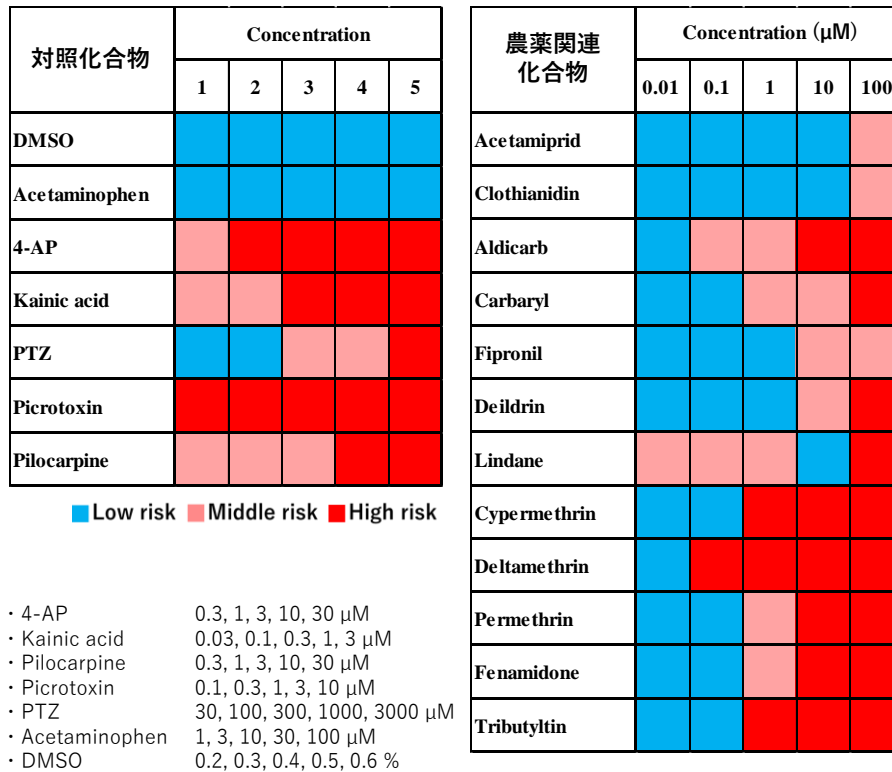 対照化合物
Concentration
1 2 3 4 5
DMSO
Acetaminophen
4-AP
Kainic acid
PTZ
Picrotoxin
Pilocarpine
Low risk Middle risk High risk
・4-AP 0.3, 1, 3, 10, 30 μM
・Kainic acid 0.03, 0.1, 0.3, 1, 3 μM
・Pilocarpine 0.3, 1, 3, 10, 30 μM
・Picrotoxin 0.1, 0.3, 1, 3, 10 μM
・PTZ 30, 100, 300, 1000, 3000 μM
・Acetaminophen 1, 3, 10, 30, 100 μM
・DMSO 0.2, 0.3, 0.4, 0.5, 0.6 %
農薬関連
化合物
Concentration (μM)
0.01 0.1 1 10 100
Acetamiprid
Clothianidin
Aldicarb
Carbaryl
Fipronil
Deildrin
Lindane
Cypermethrin
Deltamethrin
Permethrin
Fenamidone
Tributyltin